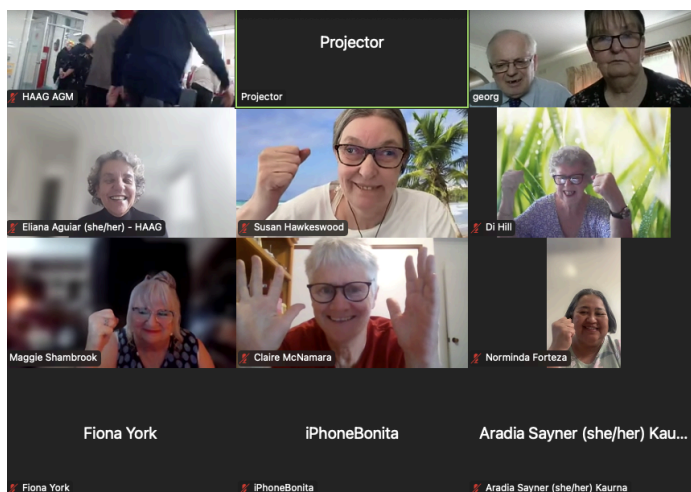 HAAG AGM
Projector
Projector
georg
Eliana Aguiar (she/her) - HAAG
Susan Hawkeswood
Di Hill
Maggie Shambrook
Claire McNamara
Norminda Forteza
Fiona York
iPhoneBonita
Aradia Sayner (she/her) Kau...
Fiona York
iPhoneBonita
Aradia Sayner (she/her) Kaurna